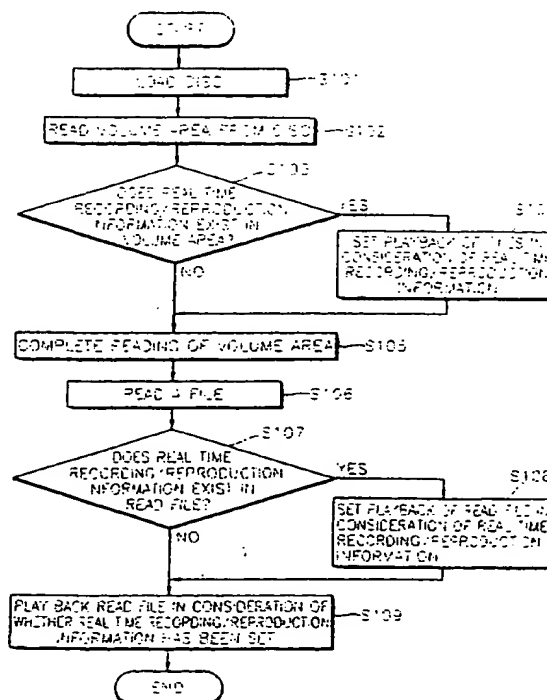 START
LOAD DISC
S101
READ VOLUME AREA FROM DISC
S102
S103
DOES REAL TIME
RECORDING/REPRODUCTION
INFORMATION EXIST IN
VOLUME AREA?
YES
S10
SET PLAYBACK OF FILES IN
CONSIDERATION OF REAL TIME
RECORDING/REPRODUCTION
INFORMATION
NO
COMPLETE READING OF VOLUME AREA
S105
READ A FILE
S106
S107
DOES REAL TIME
RECORDING/REPRODUCTION
INFORMATION EXIST IN
READ FILE?
YES
S108
SET PLAYBACK OF READ FILE
CONSIDERATION OF REAL TIME
RECORDING/REPRODUCTION
INFORMATION
NO
PLAY BACK READ FILE IN CONSIDERATION OF
WHETHER REAL TIME RECORDING/REPRODUCTION
INFORMATION HAS BEEN SET
S109
END